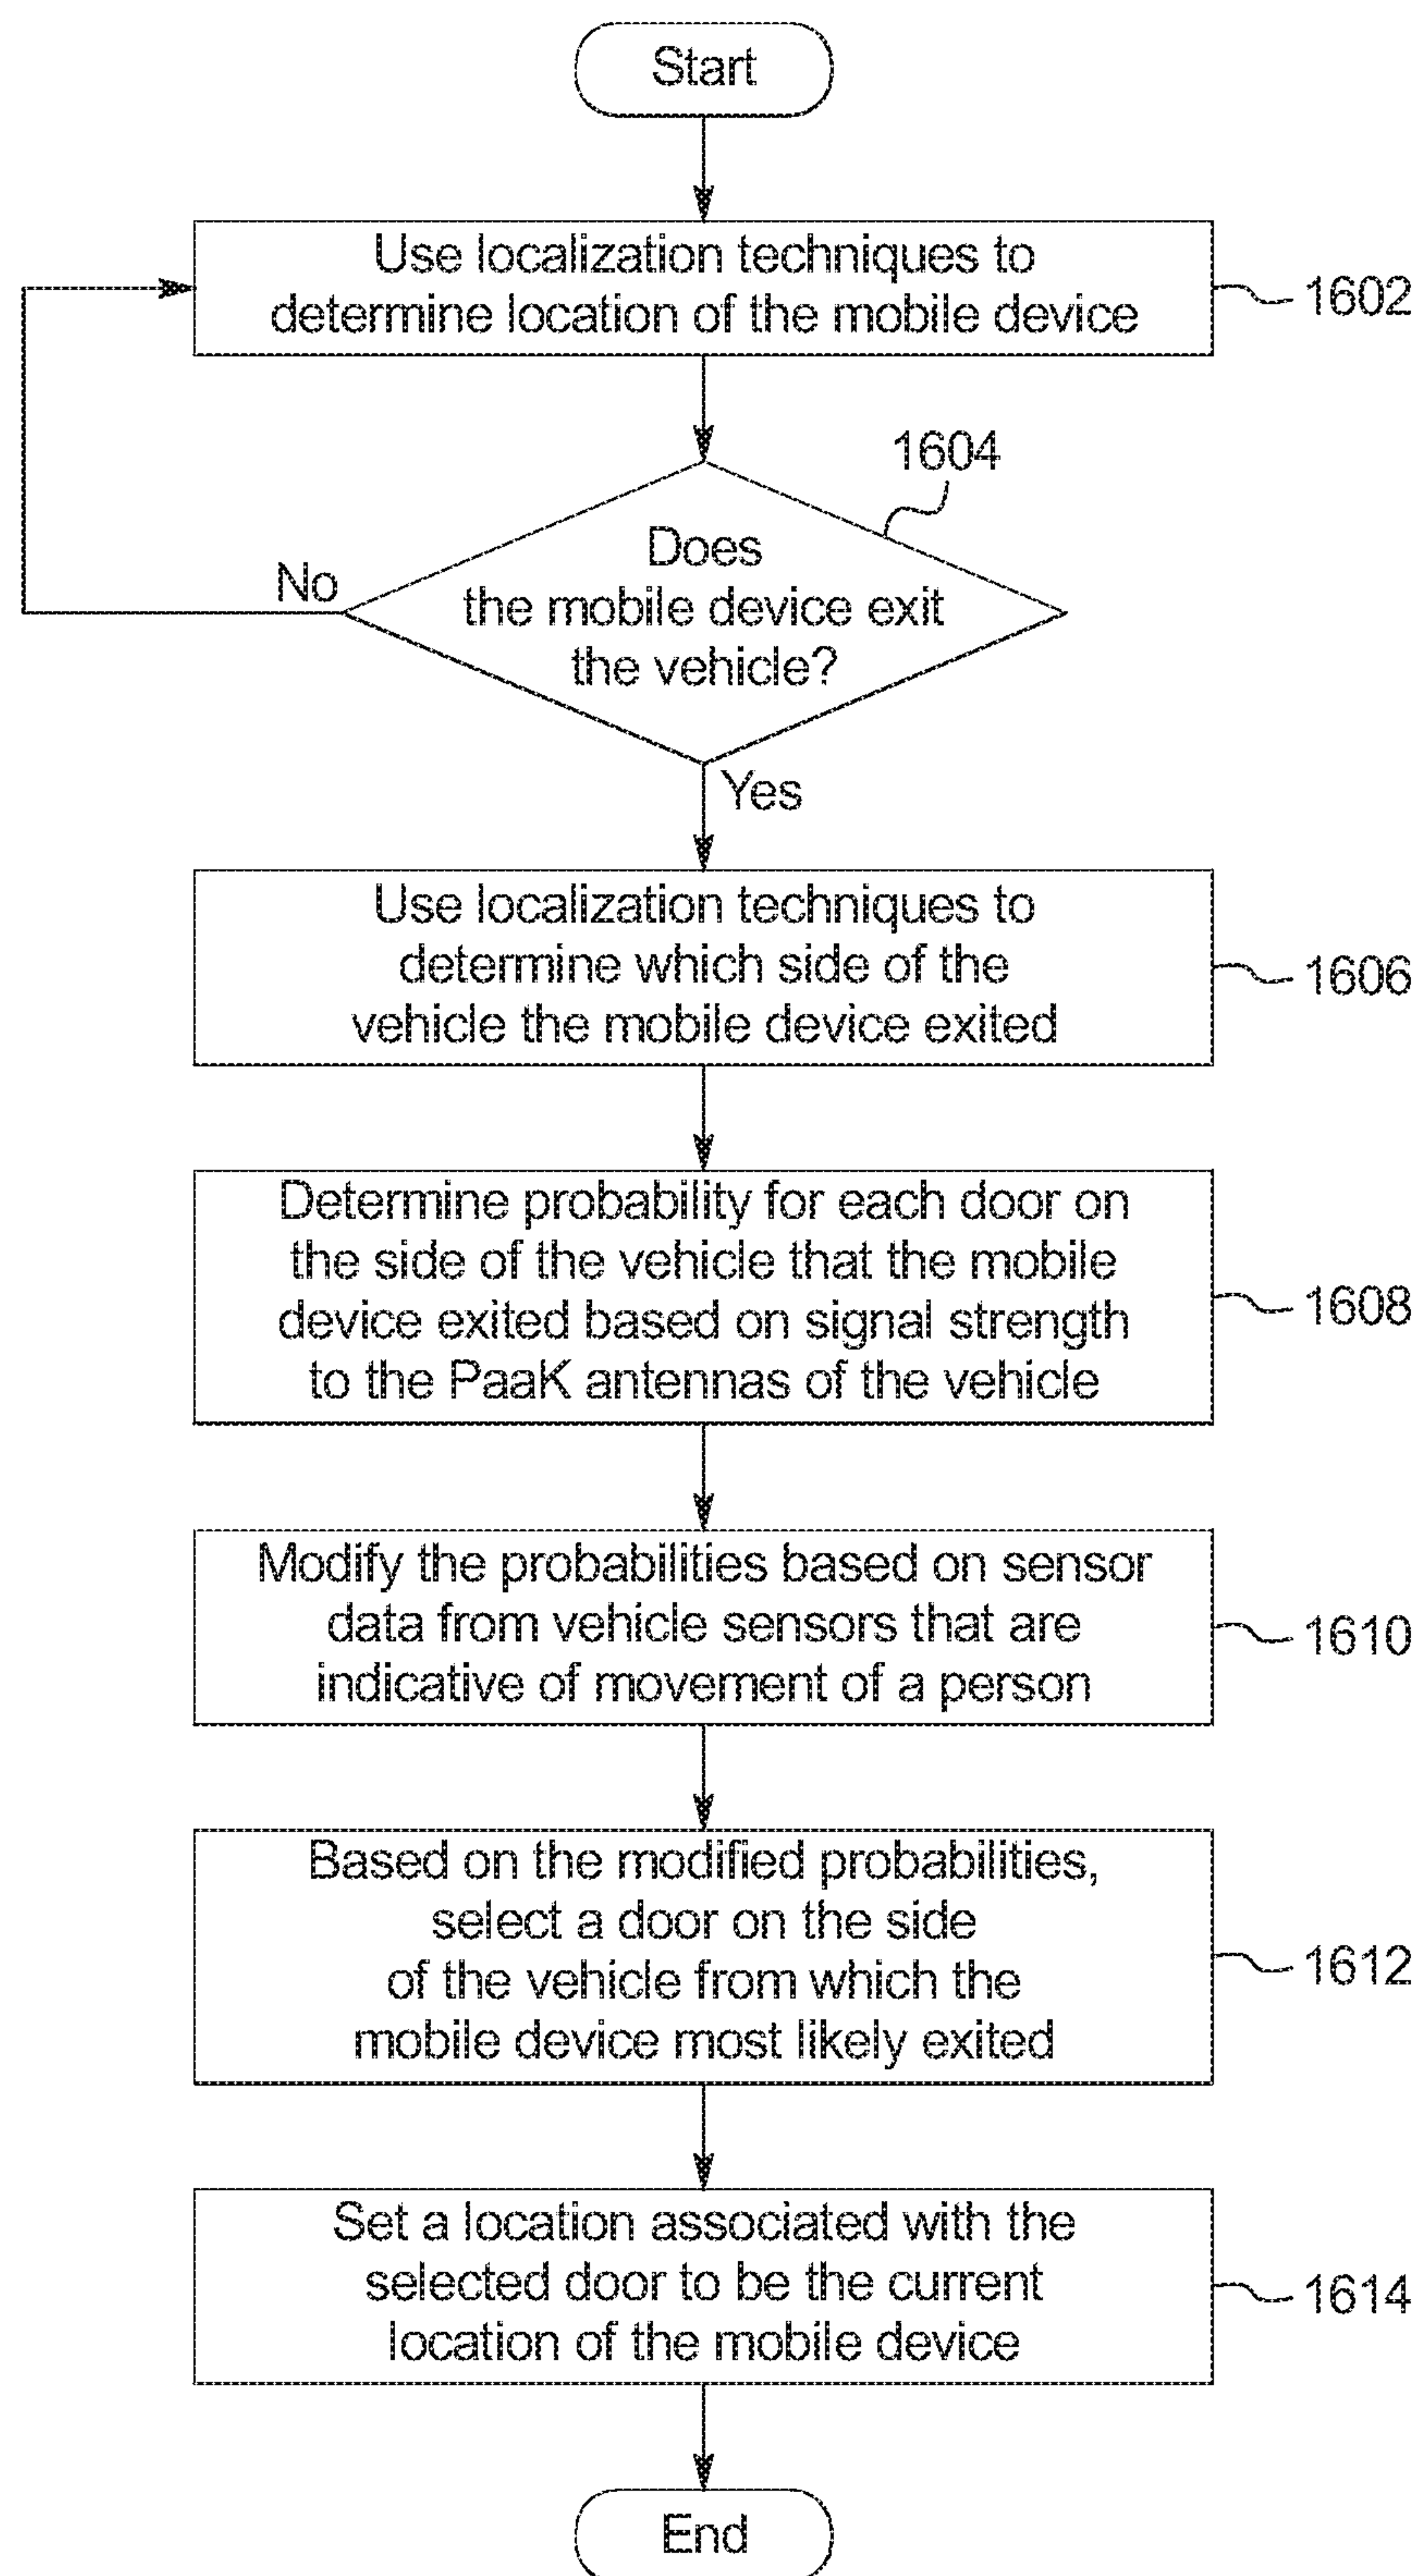 Start
Use localization techniques to
determine location of the mobile device
1602
1604
Does
the mobile device exit
the vehicle?
No
Yes
Use localization techniques to
determine which side of the
vehicle the mobile device exited
1606
Determine probability for each door on
the side of the vehicle that the mobile
device exited based on signal strength
to the PaaK antennas of the vehicle
1608
Modify the probabilities based on sensor
data from vehicle sensors that are
indicative of movement of a person
1610
Based on the modified probabilities,
select a door on the side
of the vehicle from which the
mobile device most likely exited
1612
Set a location associated with the
selected door to be the current
location of the mobile device
1614
End